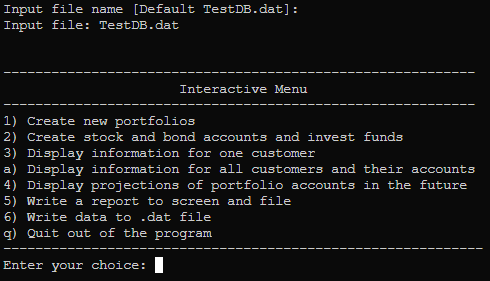 Input file name [Default TestDB.dat]:
Input file: TestDB.dat
-----------------------------------------------------------
Interactive Menu
-----------------------------------------------------------
1) Create new portfolios
2) Create stock and bond accounts and invest funds
3) Display information for one customer
a) Display information for all customers and their accounts
4) Display projections of portfolio accounts in the future
5) Write a report to screen and file
6) Write data to .dat file
q) Quit out of the program
------------------------------------------------------------
Enter your choice: